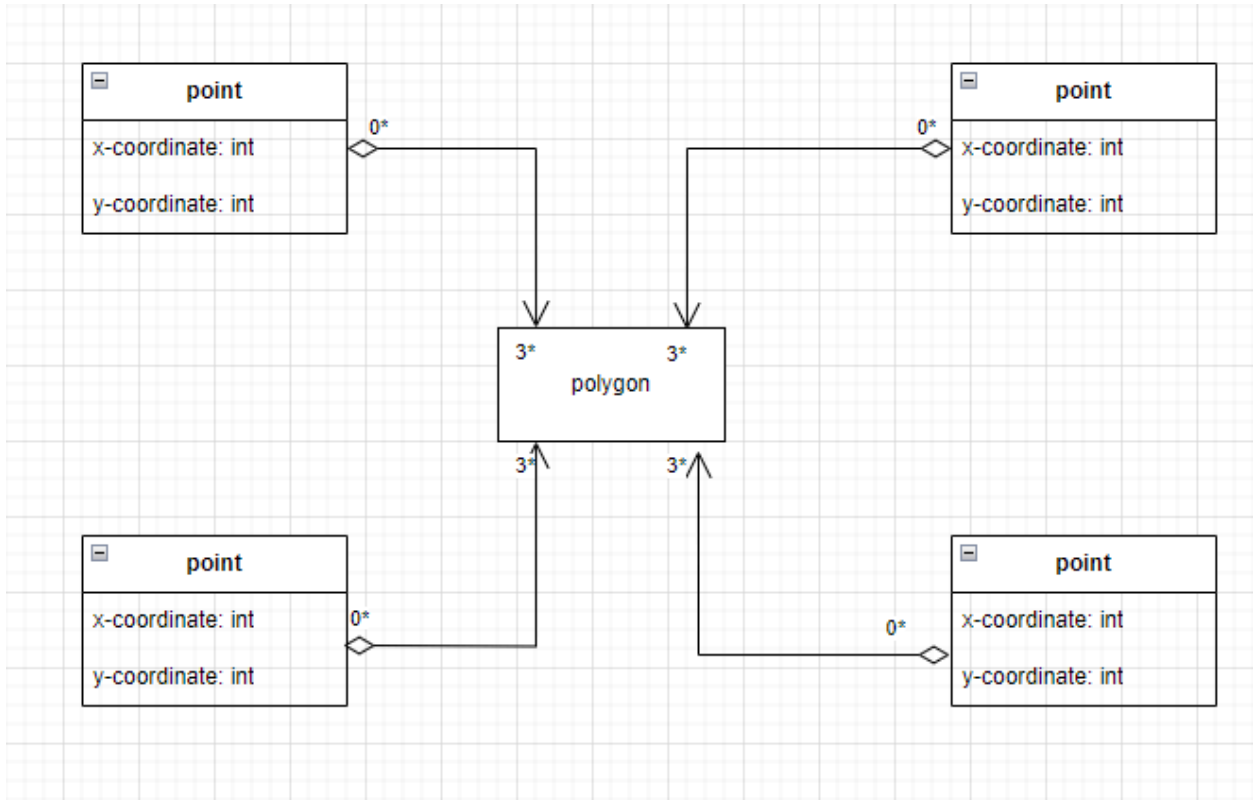 point
x-coordinate: int
y-coordinate: int
0*
point
x-coordinate: int
y-coordinate: int
0*
3*
3*
polygon
3*
3*
point
x-coordinate: int
y-coordinate: int
0*
point
x-coordinate: int
y-coordinate: int
0*